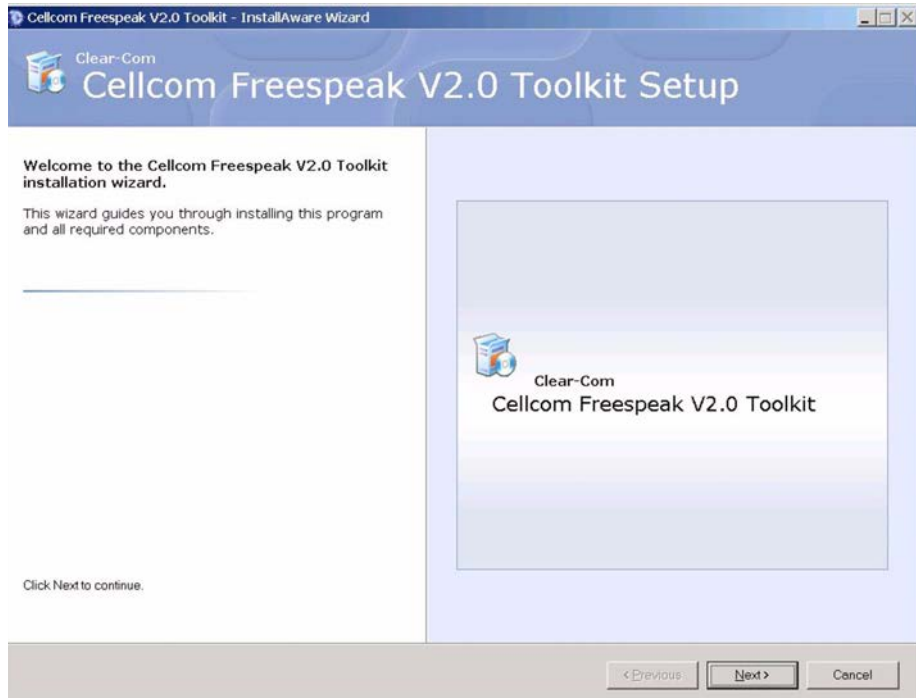 Cellcom Freespeak V2.0 Toolkit - InstallAware Wizard
Clear-Com
Cellcom Freespeak V2.0 Toolkit Setup
Welcome to the Cellcom Freespeak V2.0 Toolkit
installation wizard.
This wizard guides you through installing this program
and all required components.
Clear-Com
Cellcom Freespeak V2.0 Toolkit
Click Next to continue.
< Previous
Next >
Cancel